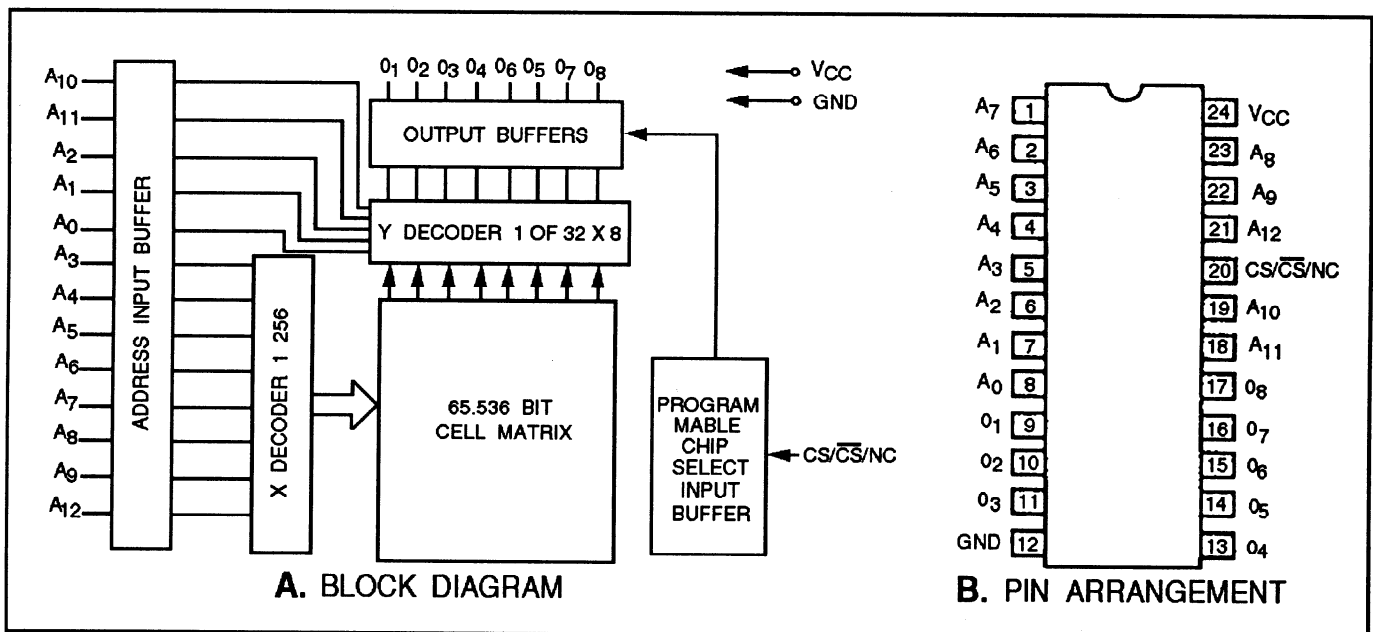 A10
A11
A2
A1
A0
A3
A4
A5
A6
A7
A8
A9
A12
ADDRESS INPUT BUFFER
X DECODER 1 256
01 02 03 04 06 05 07 08
OUTPUT BUFFERS
Y DECODER 1 OF 32 X 8
65.536 BIT
CELL MATRIX
VCC
GND
PROGRAM
MABLE
CHIP
SELECT
INPUT
BUFFER
CS/C̅S̅/NC
A. BLOCK DIAGRAM
A7 1
A6 2
A5 3
A4 4
A3 5
A2 6
A1 7
A0 8
01 9
02 10
03 11
GND 12
24 VCC
23 A8
22 A9
21 A12
20 CS/C̅S̅/NC
19 A10
18 A11
17 08
16 07
15 06
14 05
13 04
B. PIN ARRANGEMENT